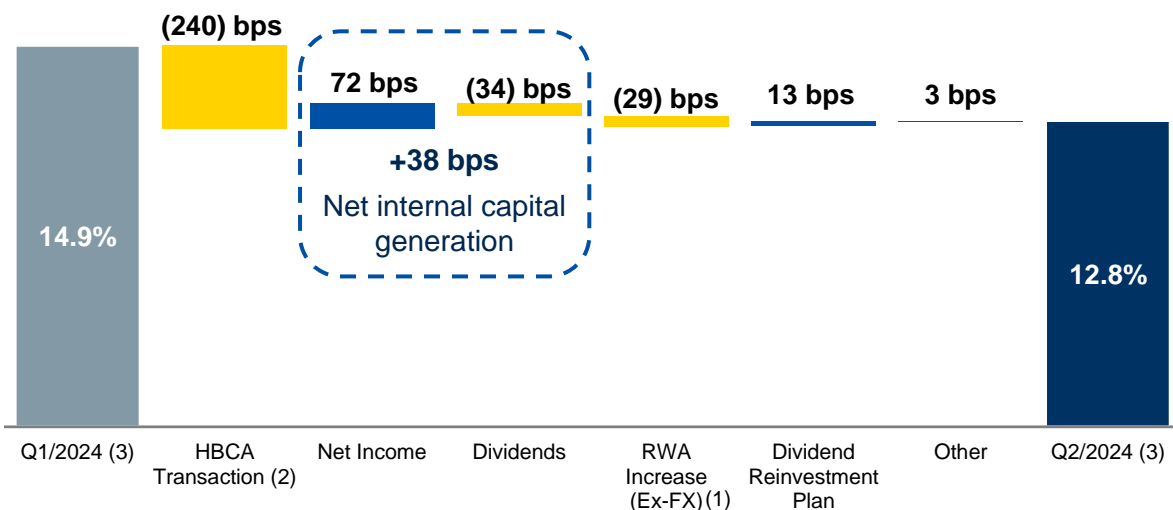 (240) bps
72 bps
(34) bps
(29) bps
13 bps
3 bps
+38 bps
Net internal capital
generation
14.9%
12.8%
Q1/2024 (3)
HBCA
Transaction (2)
Net Income
Dividends
RWA
Increase
(Ex-FX)(1)
Dividend
Reinvestment
Plan
Other
Q2/2024 (3)